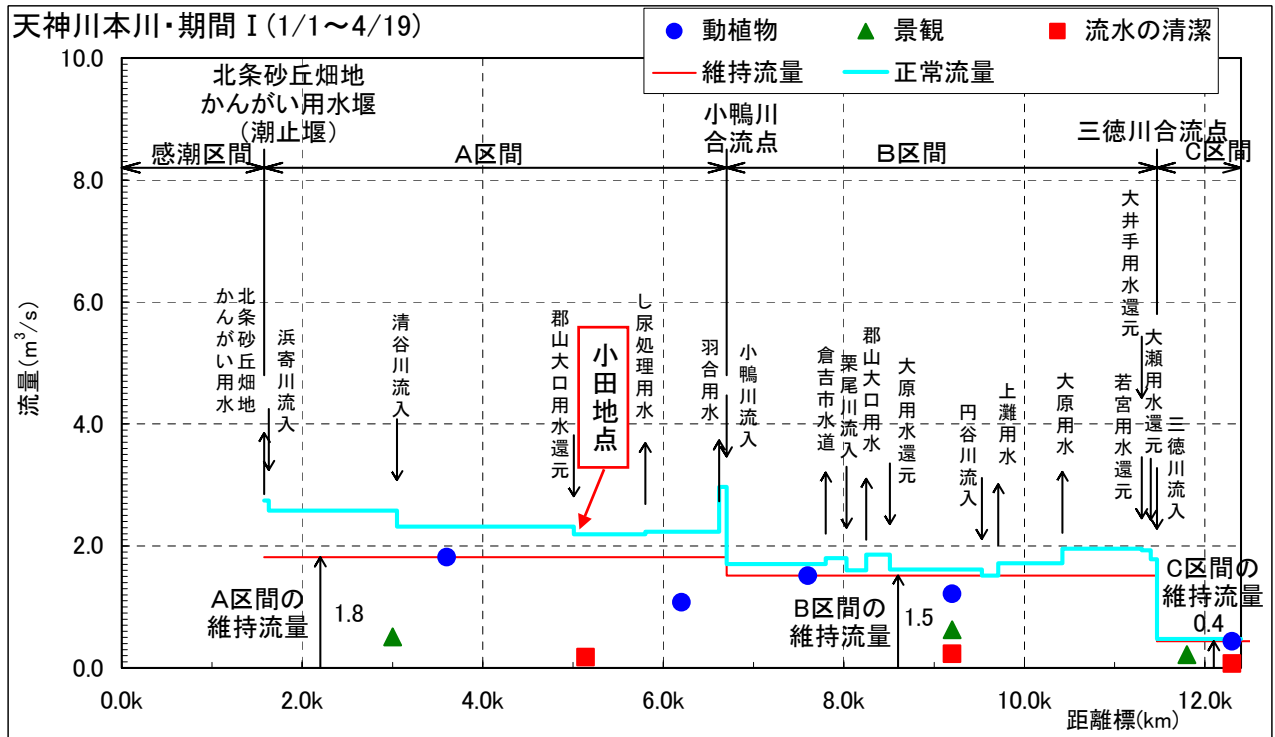 天神川本川・期間Ⅰ(1/1～4/19)
動植物
景観
流水の清潔
維持流量
正常流量
北条砂丘畑地
かんがい用水堰
(潮止堰)
小鴨川
合流点
三徳川合流点
感潮区間
A区間
B区間
C区間
北条砂丘畑地
かんがい用水
浜寄川流入
清谷川流入
郡山大口用水還元
小田地点
し尿処理用水
羽合用水
小鴨川流入
倉吉市水道
栗尾川流入
郡山大口用水
大原用水還元
円谷川流入
上灘用水
大原用水
大井手用水還元
若宮用水還元
大瀬用水還元
三徳川流入
A区間の
維持流量
1.8
B区間の
維持流量
1.5
C区間の
維持流量
0.4
流量(m³/s)
10.0
8.0
6.0
4.0
2.0
0.0
0.0k
2.0k
4.0k
6.0k
8.0k
10.0k
12.0k
距離標(km)